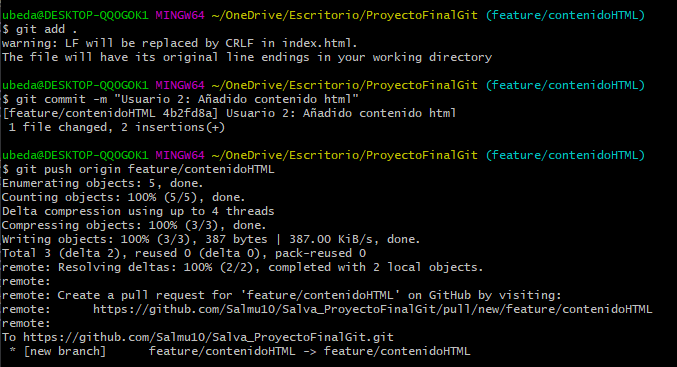 ubeda@DESKTOP-QQOGOK1 MINGW64 ~/OneDrive/Escritorio/ProyectoFinalGit (feature/contenidoHTML)
$ git add .
warning: LF will be replaced by CRLF in index.html.
The file will have its original line endings in your working directory
ubeda@DESKTOP-QQOGOK1 MINGW64 ~/OneDrive/Escritorio/ProyectoFinalGit (feature/contenidoHTML)
$ git commit -m "Usuario 2: Añadido contenido html"
[feature/contenidoHTML 4b2fd8a] Usuario 2: Añadido contenido html
1 file changed, 2 insertions(+)
ubeda@DESKTOP-QQOGOK1 MINGW64 ~/OneDrive/Escritorio/ProyectoFinalGit (feature/contenidoHTML)
$ git push origin feature/contenidoHTML
Enumerating objects: 5, done.
Counting objects: 100% (5/5), done.
Delta compression using up to 4 threads
Compressing objects: 100% (3/3), done.
Writing objects: 100% (3/3), 387 bytes | 387.00 KiB/s, done.
Total 3 (delta 2), reused 0 (delta 0), pack-reused 0
remote: Resolving deltas: 100% (2/2), completed with 2 local objects.
remote:
remote: Create a pull request for 'feature/contenidoHTML' on GitHub by visiting:
remote:      https://github.com/Salmu10/Salva_ProyectoFinalGit/pull/new/feature/contenidoHTML
remote:
To https://github.com/Salmu10/Salva_ProyectoFinalGit.git
* [new branch]      feature/contenidoHTML -> feature/contenidoHTML